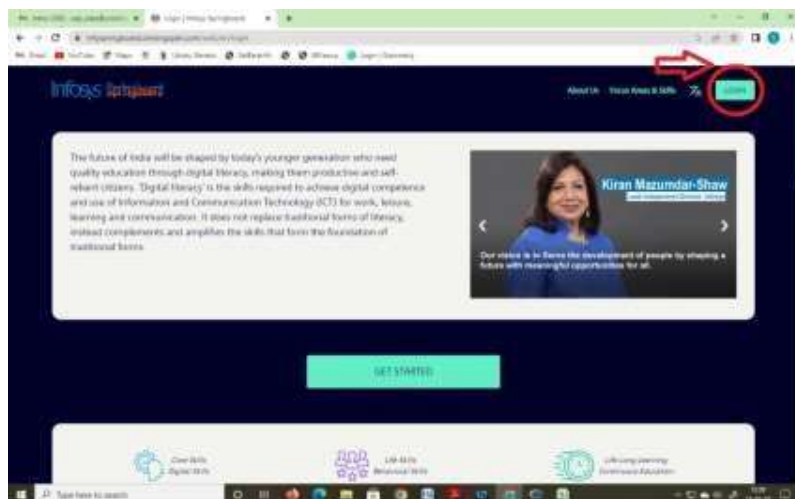 Infosys Springboard
About Us Focus Areas & Skills LOGIN
The future of India will be shaped by today's younger generation who need
quality education through digital literacy, making them productive and self-
reliant citizens. 'Digital literacy' is the skills required to achieve digital competence
and use of Information and Communication Technology (ICT) for work, leisure,
learning and communication. It does not replace traditional forms of literacy,
instead complements and amplifies the skills that form the foundation of
traditional forms.
Kiran Mazumdar-Shaw
Our vision is to Serve the development of people by shaping a
future with meaningful opportunities for all.
GET STARTED
Core Skills
Digital Skills
Life Skills
Behavioral Skills
Life Long Learning
Continuous Education
Type here to search